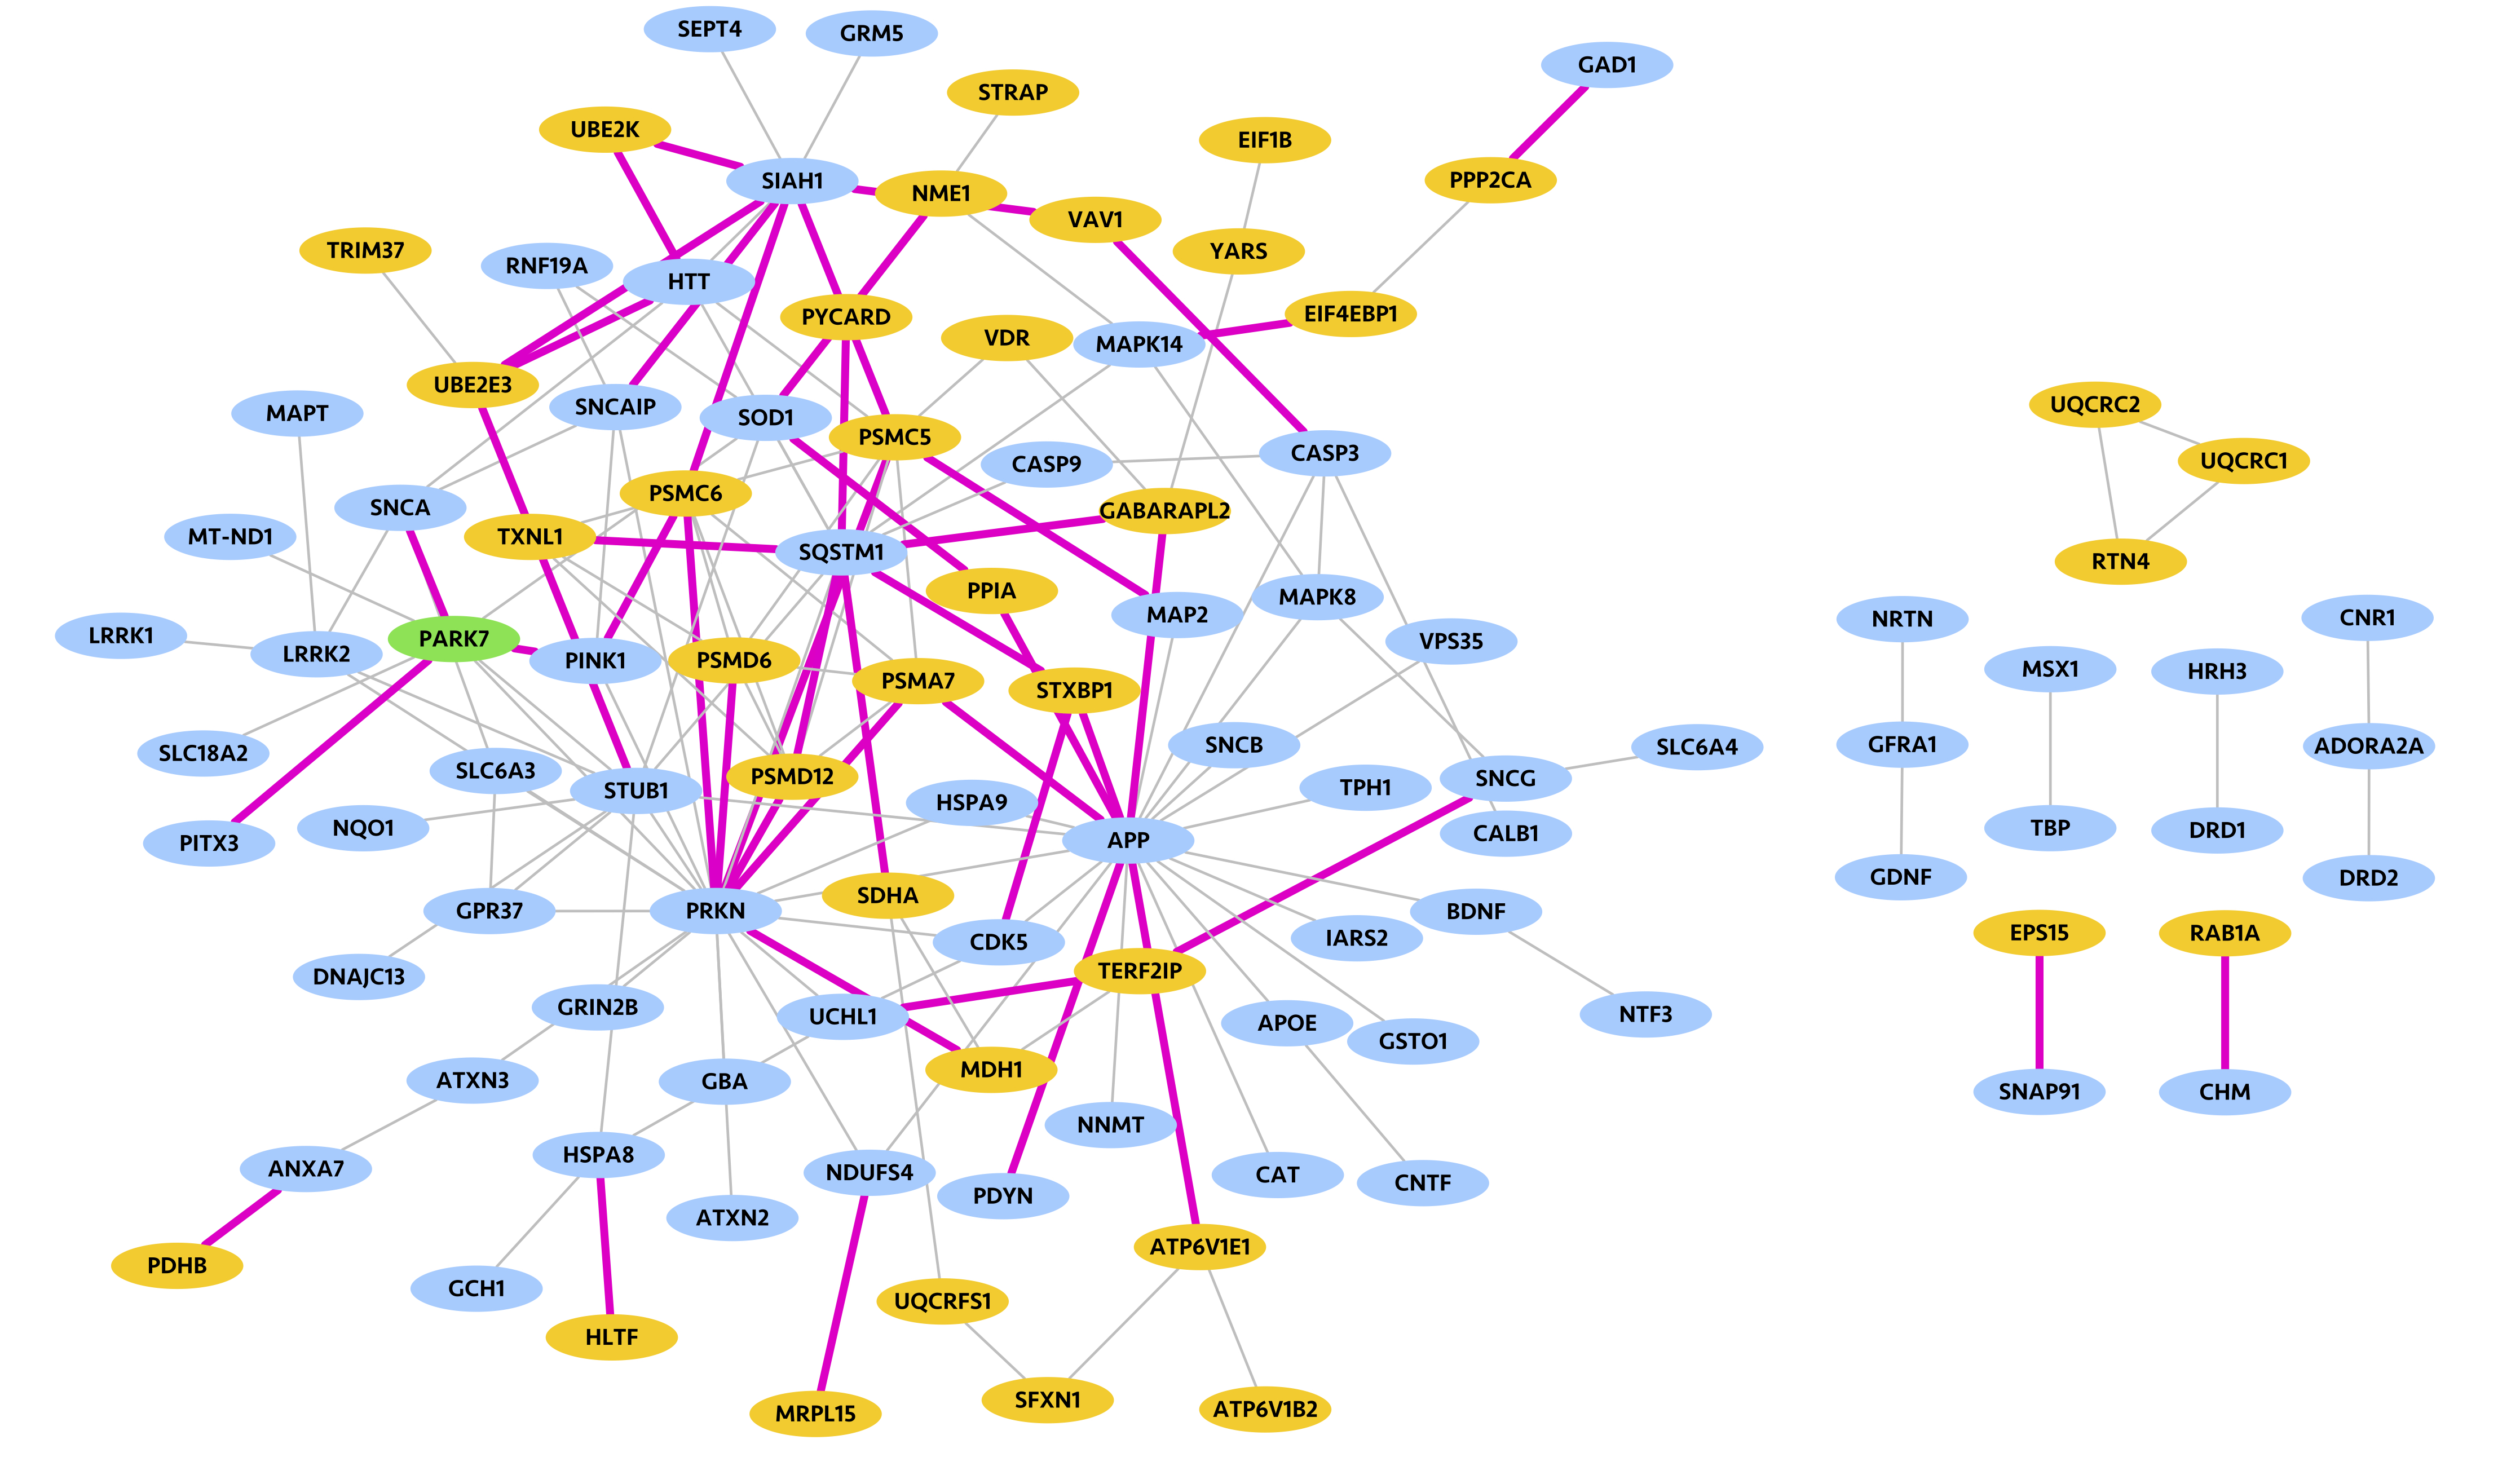 SEPT4
GRM5
GAD1
STRAP
UBE2K
EIF1B
SIAH1
NME1
PPP2CA
VAV1
TRIM37
YARS
RNF19A
HTT
PYCARD
EIF4EBP1
VDR
MAPK14
UBE2E3
UQCRC2
SNCAIP
MAPT
SOD1
PSMC5
CASP3
CASP9
UQCRC1
PSMC6
SNCA
GABARAPL2
MT-ND1
TXNL1
SQSTM1
RTN4
PPIA
MAPK8
MAP2
NRTN
CNR1
LRRK1
PARK7
VPS35
LRRK2
PINK1
PSMD6
MSX1
HRH3
PSMA7
STXBP1
SNCB
GFRA1
ADORA2A
SLC18A2
SLC6A4
SLC6A3
PSMD12
SNCG
STUB1
TPH1
HSPA9
NQO1
TBP
DRD1
CALB1
PITX3
APP
GDNF
DRD2
SDHA
GPR37
PRKN
BDNF
EPS15
RAB1A
CDK5
IARS2
TERF2IP
DNAJC13
GRIN2B
UCHL1
NTF3
APOE
GSTO1
MDH1
ATXN3
GBA
SNAP91
CHM
NNMT
HSPA8
ANXA7
NDUFS4
CAT
CNTF
PDYN
ATXN2
ATP6V1E1
PDHB
GCH1
UQCRFS1
HLTF
SFXN1
ATP6V1B2
MRPL15